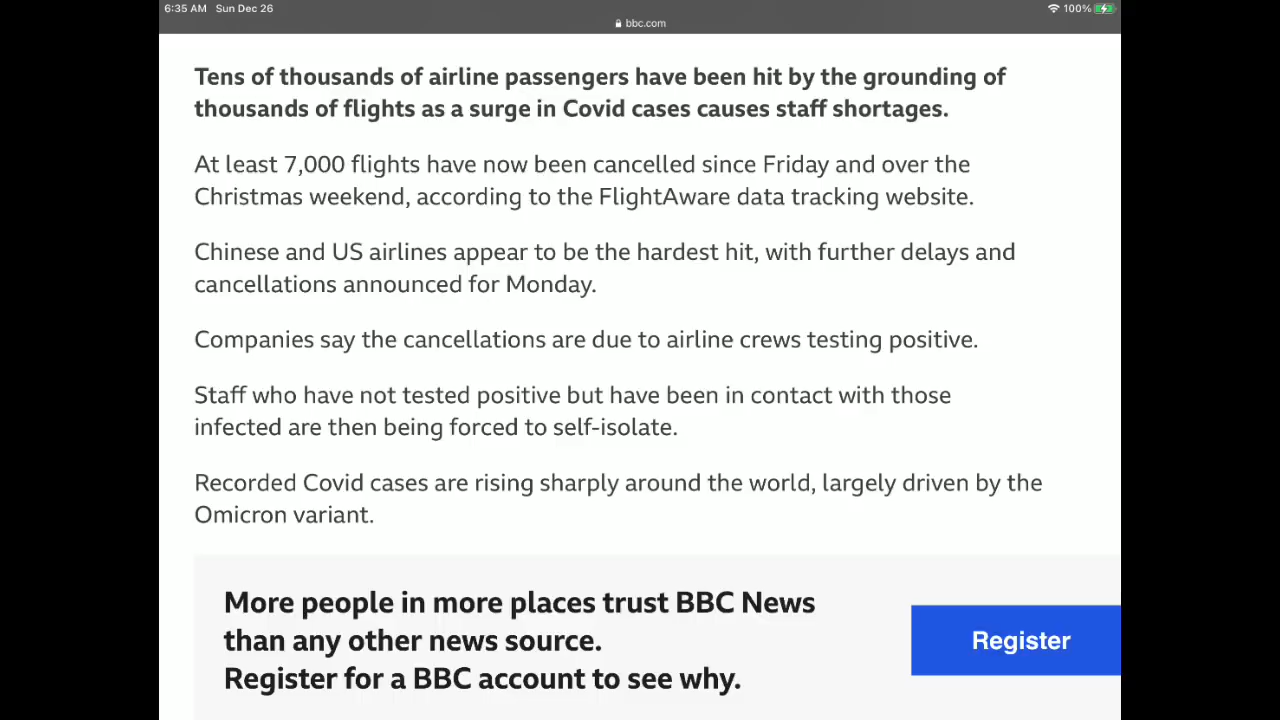 6:35 AM Sun Dec 26
100%
bbc.com
Tens of thousands of airline passengers have been hit by the grounding of
thousands of flights as a surge in Covid cases causes staff shortages.
At least 7,000 flights have now been cancelled since Friday and over the
Christmas weekend, according to the FlightAware data tracking website.
Chinese and US airlines appear to be the hardest hit, with further delays and
cancellations announced for Monday.
Companies say the cancellations are due to airline crews testing positive.
Staff who have not tested positive but have been in contact with those
infected are then being forced to self-isolate.
Recorded Covid cases are rising sharply around the world, largely driven by the
Omicron variant.
More people in more places trust BBC News
than any other news source.
Register for a BBC account to see why.
Register